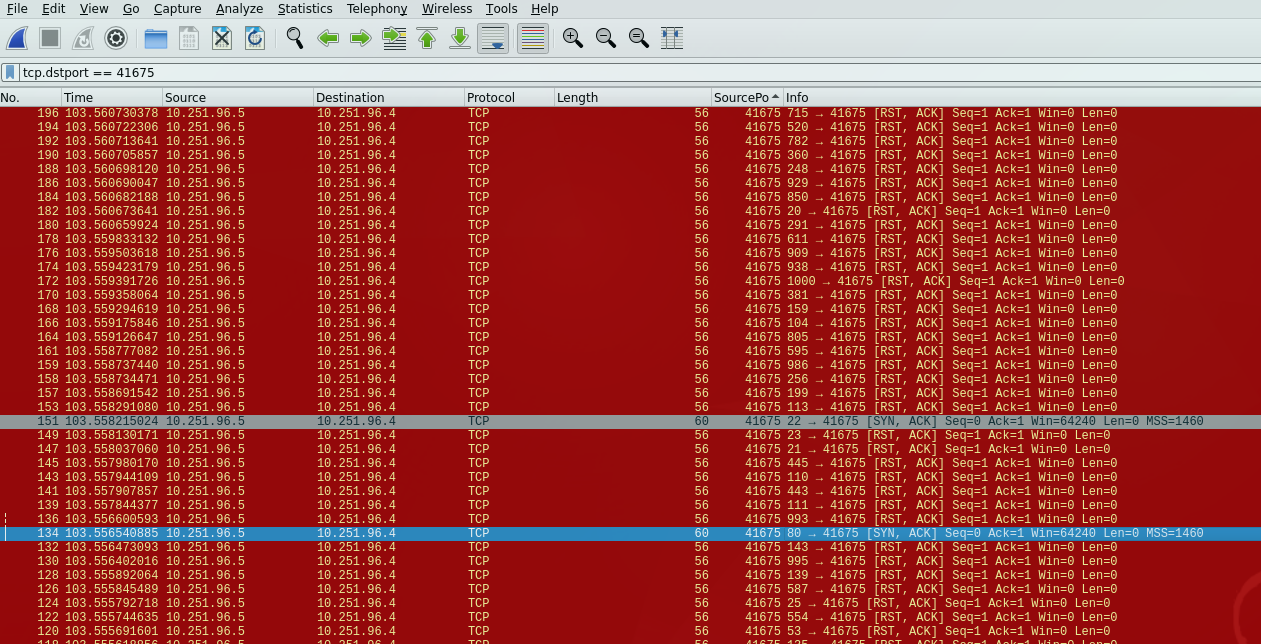 File Edit View Go Capture Analyze Statistics Telephony Wireless Tools Help
tcp.dstport == 41675
No. Time Source Destination Protocol Length SourcePo Info
196 103.560730378 10.251.96.5 10.251.96.4 TCP 56 41675 715 → 41675 [RST, ACK] Seq=1 Ack=1 Win=0 Len=0
194 103.560722306 10.251.96.5 10.251.96.4 TCP 56 41675 520 → 41675 [RST, ACK] Seq=1 Ack=1 Win=0 Len=0
192 103.560713641 10.251.96.5 10.251.96.4 TCP 56 41675 782 → 41675 [RST, ACK] Seq=1 Ack=1 Win=0 Len=0
190 103.560705857 10.251.96.5 10.251.96.4 TCP 56 41675 360 → 41675 [RST, ACK] Seq=1 Ack=1 Win=0 Len=0
188 103.560698120 10.251.96.5 10.251.96.4 TCP 56 41675 248 → 41675 [RST, ACK] Seq=1 Ack=1 Win=0 Len=0
186 103.560690047 10.251.96.5 10.251.96.4 TCP 56 41675 929 → 41675 [RST, ACK] Seq=1 Ack=1 Win=0 Len=0
184 103.560682188 10.251.96.5 10.251.96.4 TCP 56 41675 850 → 41675 [RST, ACK] Seq=1 Ack=1 Win=0 Len=0
182 103.560673641 10.251.96.5 10.251.96.4 TCP 56 41675 20 → 41675 [RST, ACK] Seq=1 Ack=1 Win=0 Len=0
180 103.560659924 10.251.96.5 10.251.96.4 TCP 56 41675 291 → 41675 [RST, ACK] Seq=1 Ack=1 Win=0 Len=0
178 103.559833132 10.251.96.5 10.251.96.4 TCP 56 41675 611 → 41675 [RST, ACK] Seq=1 Ack=1 Win=0 Len=0
176 103.559503618 10.251.96.5 10.251.96.4 TCP 56 41675 909 → 41675 [RST, ACK] Seq=1 Ack=1 Win=0 Len=0
174 103.559423179 10.251.96.5 10.251.96.4 TCP 56 41675 938 → 41675 [RST, ACK] Seq=1 Ack=1 Win=0 Len=0
172 103.559391726 10.251.96.5 10.251.96.4 TCP 56 41675 1000 → 41675 [RST, ACK] Seq=1 Ack=1 Win=0 Len=0
170 103.559358064 10.251.96.5 10.251.96.4 TCP 56 41675 381 → 41675 [RST, ACK] Seq=1 Ack=1 Win=0 Len=0
168 103.559294619 10.251.96.5 10.251.96.4 TCP 56 41675 159 → 41675 [RST, ACK] Seq=1 Ack=1 Win=0 Len=0
166 103.559175846 10.251.96.5 10.251.96.4 TCP 56 41675 104 → 41675 [RST, ACK] Seq=1 Ack=1 Win=0 Len=0
164 103.559126647 10.251.96.5 10.251.96.4 TCP 56 41675 805 → 41675 [RST, ACK] Seq=1 Ack=1 Win=0 Len=0
161 103.558777082 10.251.96.5 10.251.96.4 TCP 56 41675 595 → 41675 [RST, ACK] Seq=1 Ack=1 Win=0 Len=0
159 103.558737440 10.251.96.5 10.251.96.4 TCP 56 41675 986 → 41675 [RST, ACK] Seq=1 Ack=1 Win=0 Len=0
158 103.558734471 10.251.96.5 10.251.96.4 TCP 56 41675 256 → 41675 [RST, ACK] Seq=1 Ack=1 Win=0 Len=0
157 103.558691542 10.251.96.5 10.251.96.4 TCP 56 41675 199 → 41675 [RST, ACK] Seq=1 Ack=1 Win=0 Len=0
153 103.558291080 10.251.96.5 10.251.96.4 TCP 56 41675 113 → 41675 [RST, ACK] Seq=1 Ack=1 Win=0 Len=0
151 103.558215024 10.251.96.5 10.251.96.4 TCP 60 41675 22 → 41675 [SYN, ACK] Seq=0 Ack=1 Win=64240 Len=0 MSS=1460
149 103.558130171 10.251.96.5 10.251.96.4 TCP 56 41675 23 → 41675 [RST, ACK] Seq=1 Ack=1 Win=0 Len=0
147 103.558037060 10.251.96.5 10.251.96.4 TCP 56 41675 21 → 41675 [RST, ACK] Seq=1 Ack=1 Win=0 Len=0
145 103.557980170 10.251.96.5 10.251.96.4 TCP 56 41675 445 → 41675 [RST, ACK] Seq=1 Ack=1 Win=0 Len=0
143 103.557944109 10.251.96.5 10.251.96.4 TCP 56 41675 110 → 41675 [RST, ACK] Seq=1 Ack=1 Win=0 Len=0
141 103.557907857 10.251.96.5 10.251.96.4 TCP 56 41675 443 → 41675 [RST, ACK] Seq=1 Ack=1 Win=0 Len=0
139 103.557844377 10.251.96.5 10.251.96.4 TCP 56 41675 111 → 41675 [RST, ACK] Seq=1 Ack=1 Win=0 Len=0
136 103.556600593 10.251.96.5 10.251.96.4 TCP 56 41675 993 → 41675 [RST, ACK] Seq=1 Ack=1 Win=0 Len=0
134 103.556540885 10.251.96.5 10.251.96.4 TCP 60 41675 80 → 41675 [SYN, ACK] Seq=0 Ack=1 Win=64240 Len=0 MSS=1460
132 103.556473093 10.251.96.5 10.251.96.4 TCP 56 41675 143 → 41675 [RST, ACK] Seq=1 Ack=1 Win=0 Len=0
130 103.556402016 10.251.96.5 10.251.96.4 TCP 56 41675 995 → 41675 [RST, ACK] Seq=1 Ack=1 Win=0 Len=0
128 103.555892064 10.251.96.5 10.251.96.4 TCP 56 41675 139 → 41675 [RST, ACK] Seq=1 Ack=1 Win=0 Len=0
126 103.555845489 10.251.96.5 10.251.96.4 TCP 56 41675 587 → 41675 [RST, ACK] Seq=1 Ack=1 Win=0 Len=0
124 103.555792718 10.251.96.5 10.251.96.4 TCP 56 41675 25 → 41675 [RST, ACK] Seq=1 Ack=1 Win=0 Len=0
122 103.555744635 10.251.96.5 10.251.96.4 TCP 56 41675 554 → 41675 [RST, ACK] Seq=1 Ack=1 Win=0 Len=0
120 103.555691601 10.251.96.5 10.251.96.4 TCP 56 41675 53 → 41675 [RST, ACK] Seq=1 Ack=1 Win=0 Len=0